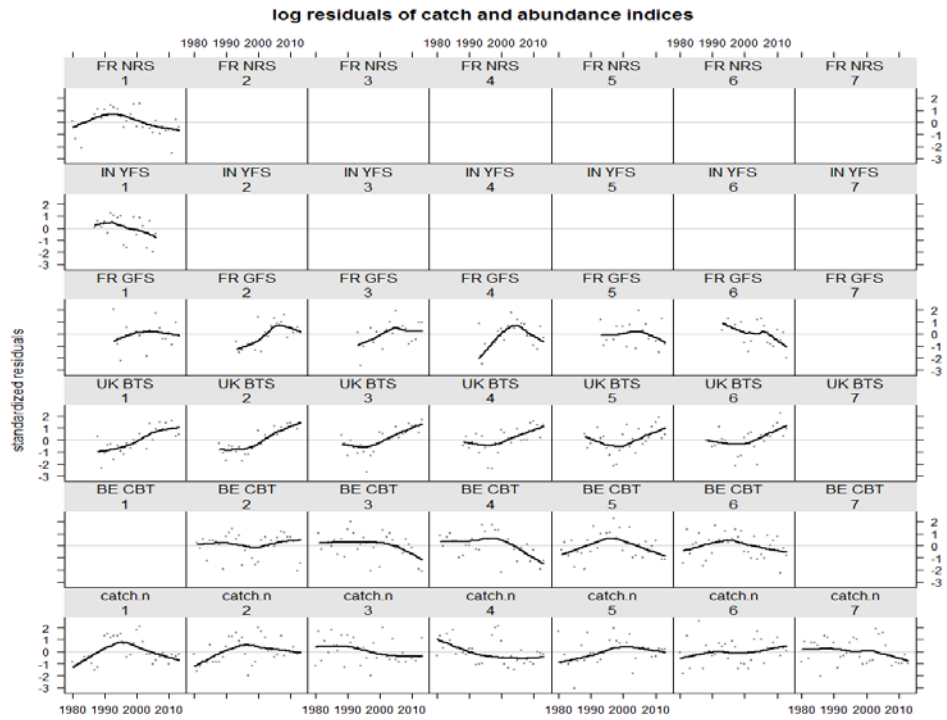 log residuals of catch and abundance indices
1980 1990 2000 2010 1980 1990 2000 2010 1980 1990 2000 2010
FR NRS FR NRS FR NRS FR NRS FR NRS FR NRS FR NRS
1 2 3 4 5 6 7
2
1
0
-1
-2
-3
IN YFS IN YFS IN YFS IN YFS IN YFS IN YFS IN YFS
1 2 3 4 5 6 7
2
1
0
-1
-2
-3
FR GFS FR GFS FR GFS FR GFS FR GFS FR GFS FR GFS
1 2 3 4 5 6 7
2
1
0
-1
-2
-3
UK BTS UK BTS UK BTS UK BTS UK BTS UK BTS UK BTS
1 2 3 4 5 6 7
2
1
0
-1
-2
-3
BE CBT BE CBT BE CBT BE CBT BE CBT BE CBT BE CBT
1 2 3 4 5 6 7
2
1
0
-1
-2
-3
catch.n catch.n catch.n catch.n catch.n catch.n catch.n
1 2 3 4 5 6 7
2
1
0
-1
-2
-3
1980 1990 2000 2010 1980 1990 2000 2010 1980 1990 2000 2010 1980 1990 2000 2010
standardized residuals